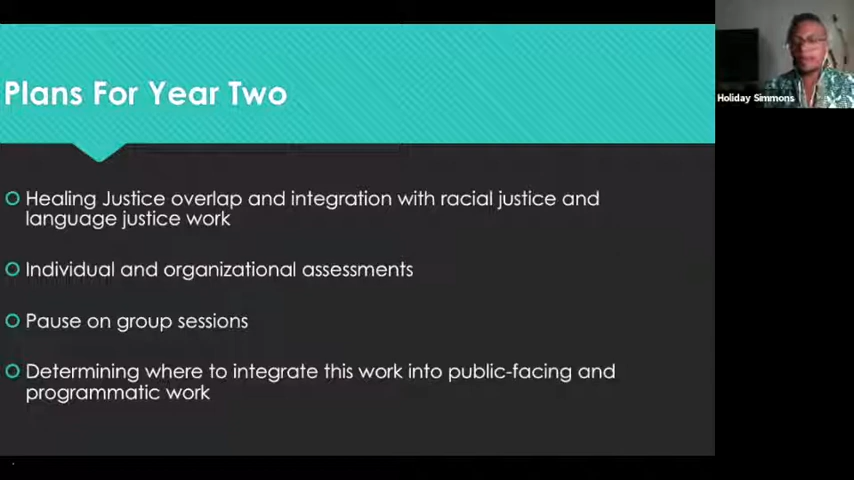 Plans For Year Two
Holiday Simmons
Healing Justice overlap and integration with racial justice and
language justice work
Individual and organizational assessments
Pause on group sessions
Determining where to integrate this work into public-facing and
programmatic work